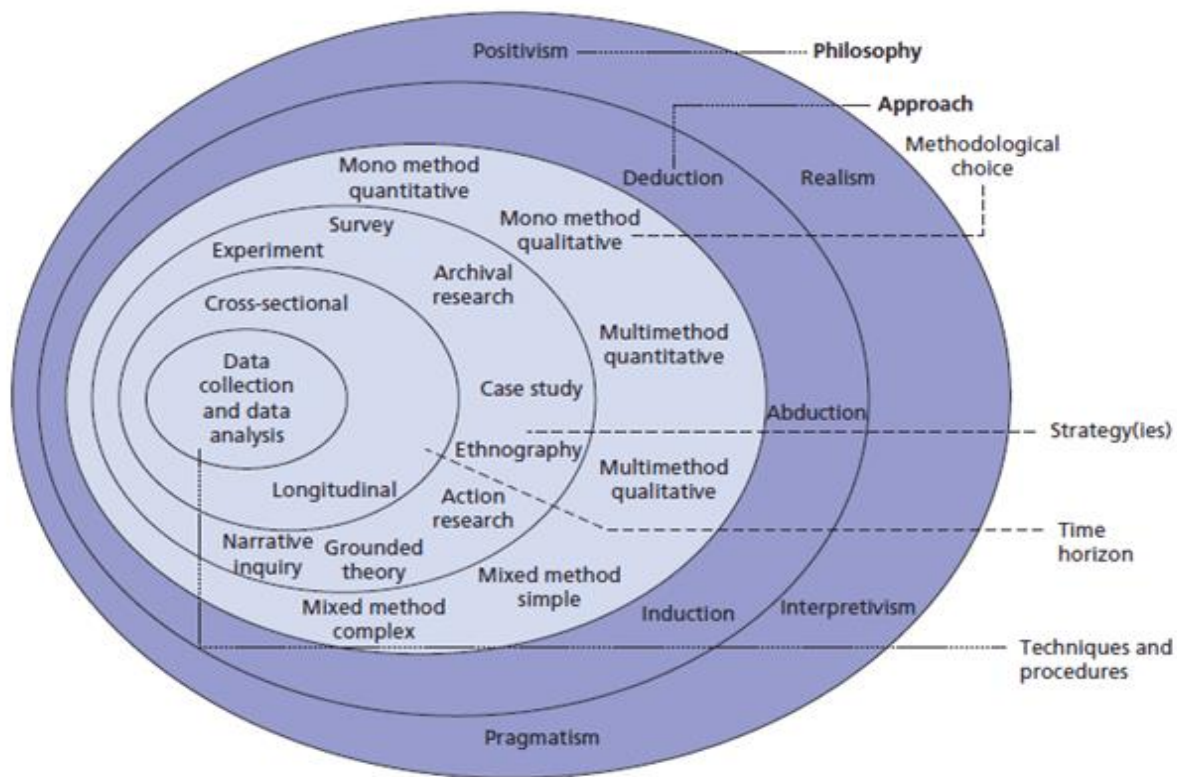 Positivism
Philosophy
Approach
Methodological
choice
Mono method
quantitative
Deduction
Realism
Survey
Mono method
qualitative
Experiment
Archival
research
Cross-sectional
Multimethod
quantitative
Data
collection
and data
analysis
Case study
Abduction
Strategy(ies)
Ethnography
Multimethod
qualitative
Longitudinal
Action
research
Time
horizon
Narrative
inquiry
Grounded
theory
Mixed method
simple
Mixed method
complex
Induction
Interpretivism
Techniques and
procedures
Pragmatism